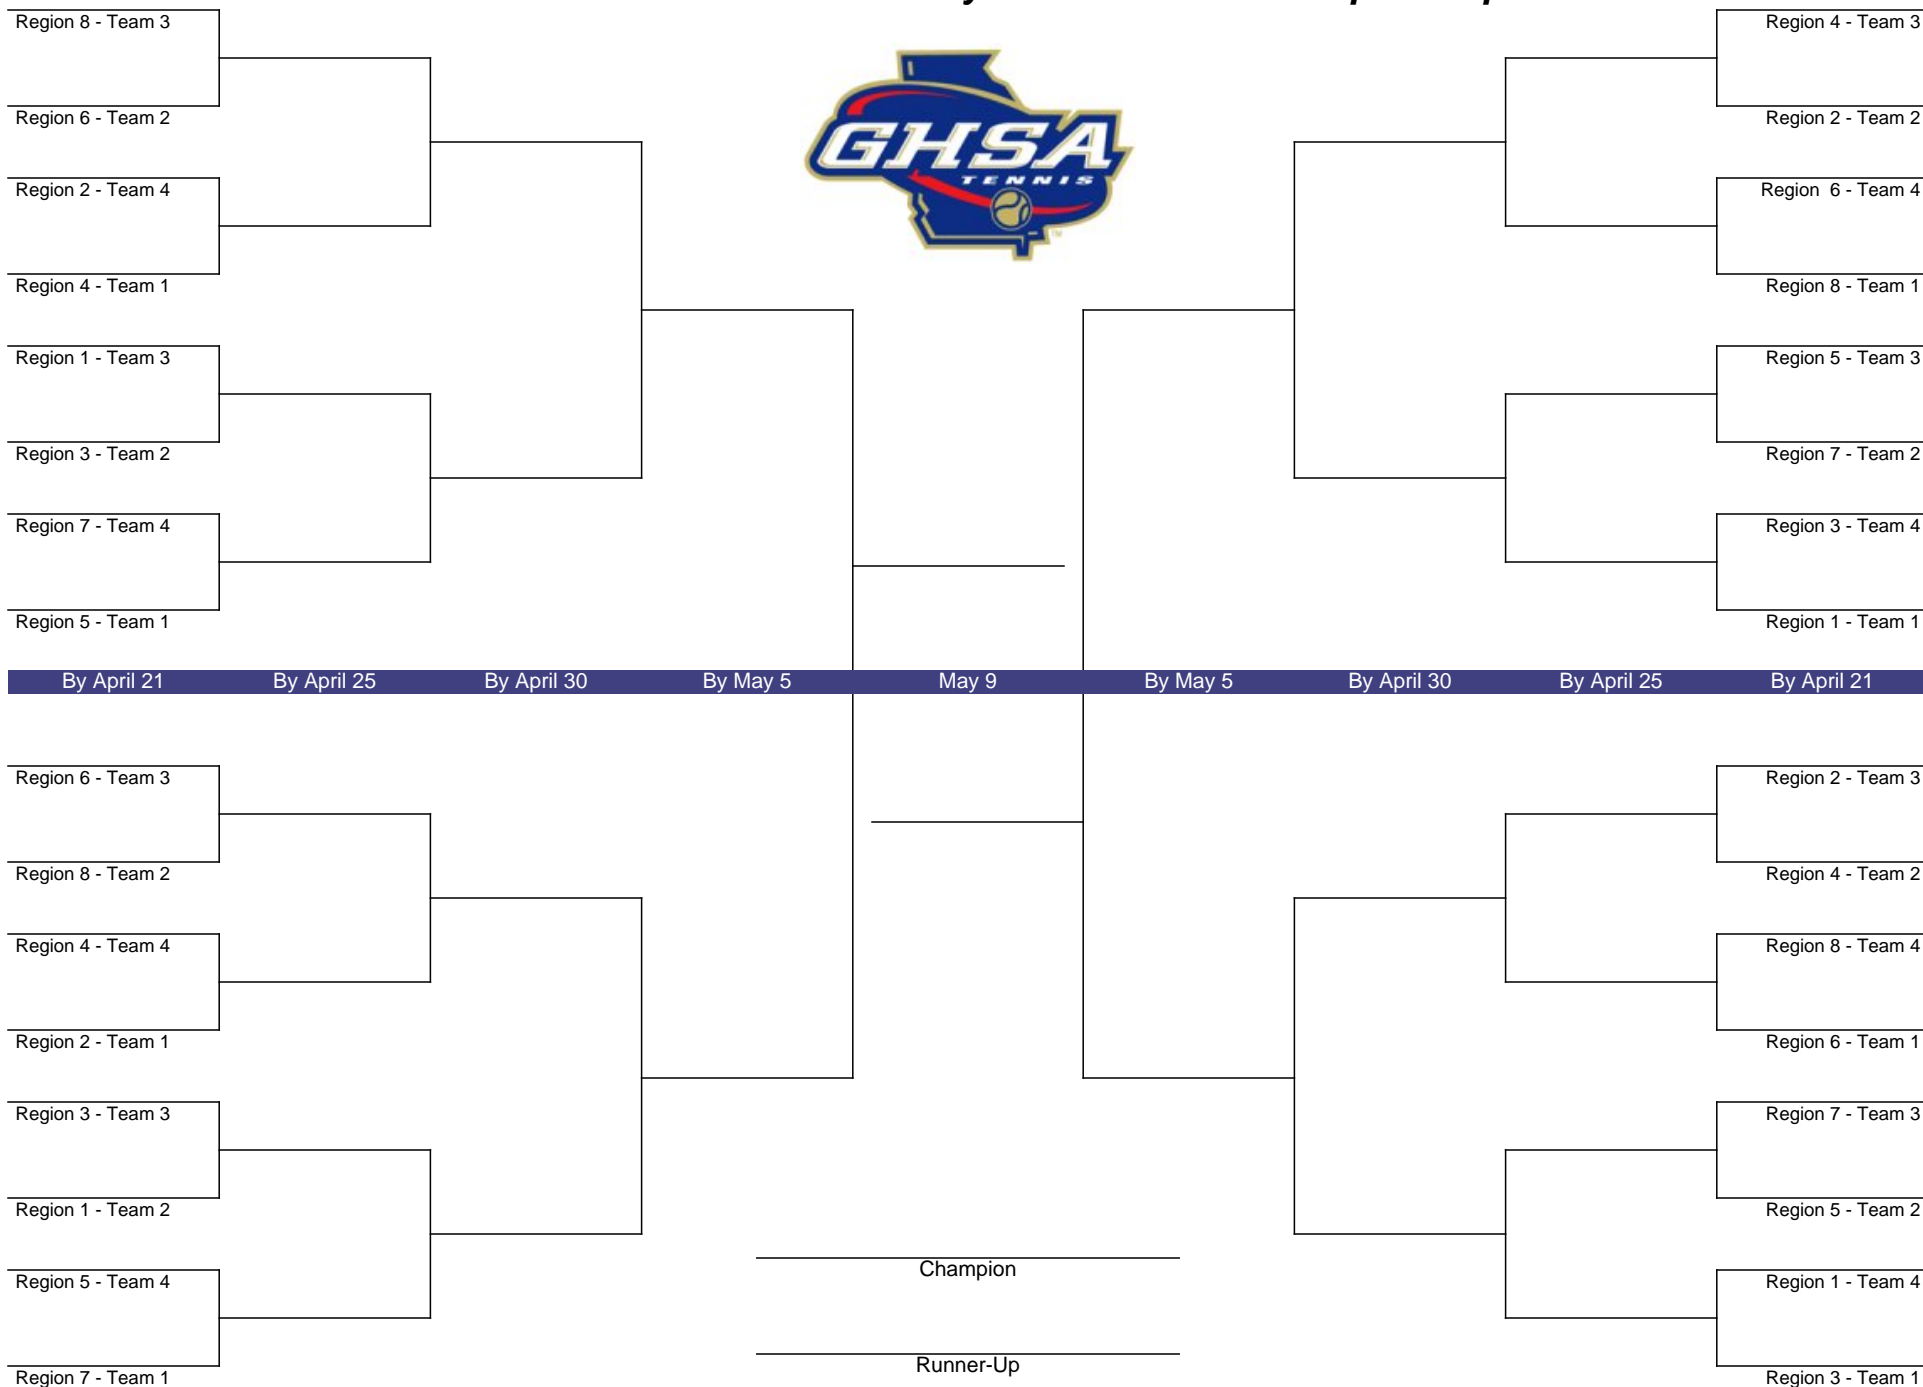 Region 8 - Team 3
Region 6 - Team 2
Region 2 - Team 4
Region 4 - Team 1
Region 1 - Team 3
Region 3 - Team 2
Region 7 - Team 4
Region 5 - Team 1
GHSA
TENNIS
TM
Region 4 - Team 3
Region 2 - Team 2
Region  6 - Team 4
Region 8 - Team 1
Region 5 - Team 3
Region 7 - Team 2
Region 3 - Team 4
Region 1 - Team 1
By April 21 By April 25 By April 30 By May 5 May 9 By May 5 By April 30 By April 25 By April 21
Region 6 - Team 3
Region 8 - Team 2
Region 4 - Team 4
Region 2 - Team 1
Region 3 - Team 3
Region 1 - Team 2
Region 5 - Team 4
Region 7 - Team 1
Champion
Runner-Up
Region 2 - Team 3
Region 4 - Team 2
Region 8 - Team 4
Region 6 - Team 1
Region 7 - Team 3
Region 5 - Team 2
Region 1 - Team 4
Region 3 - Team 1